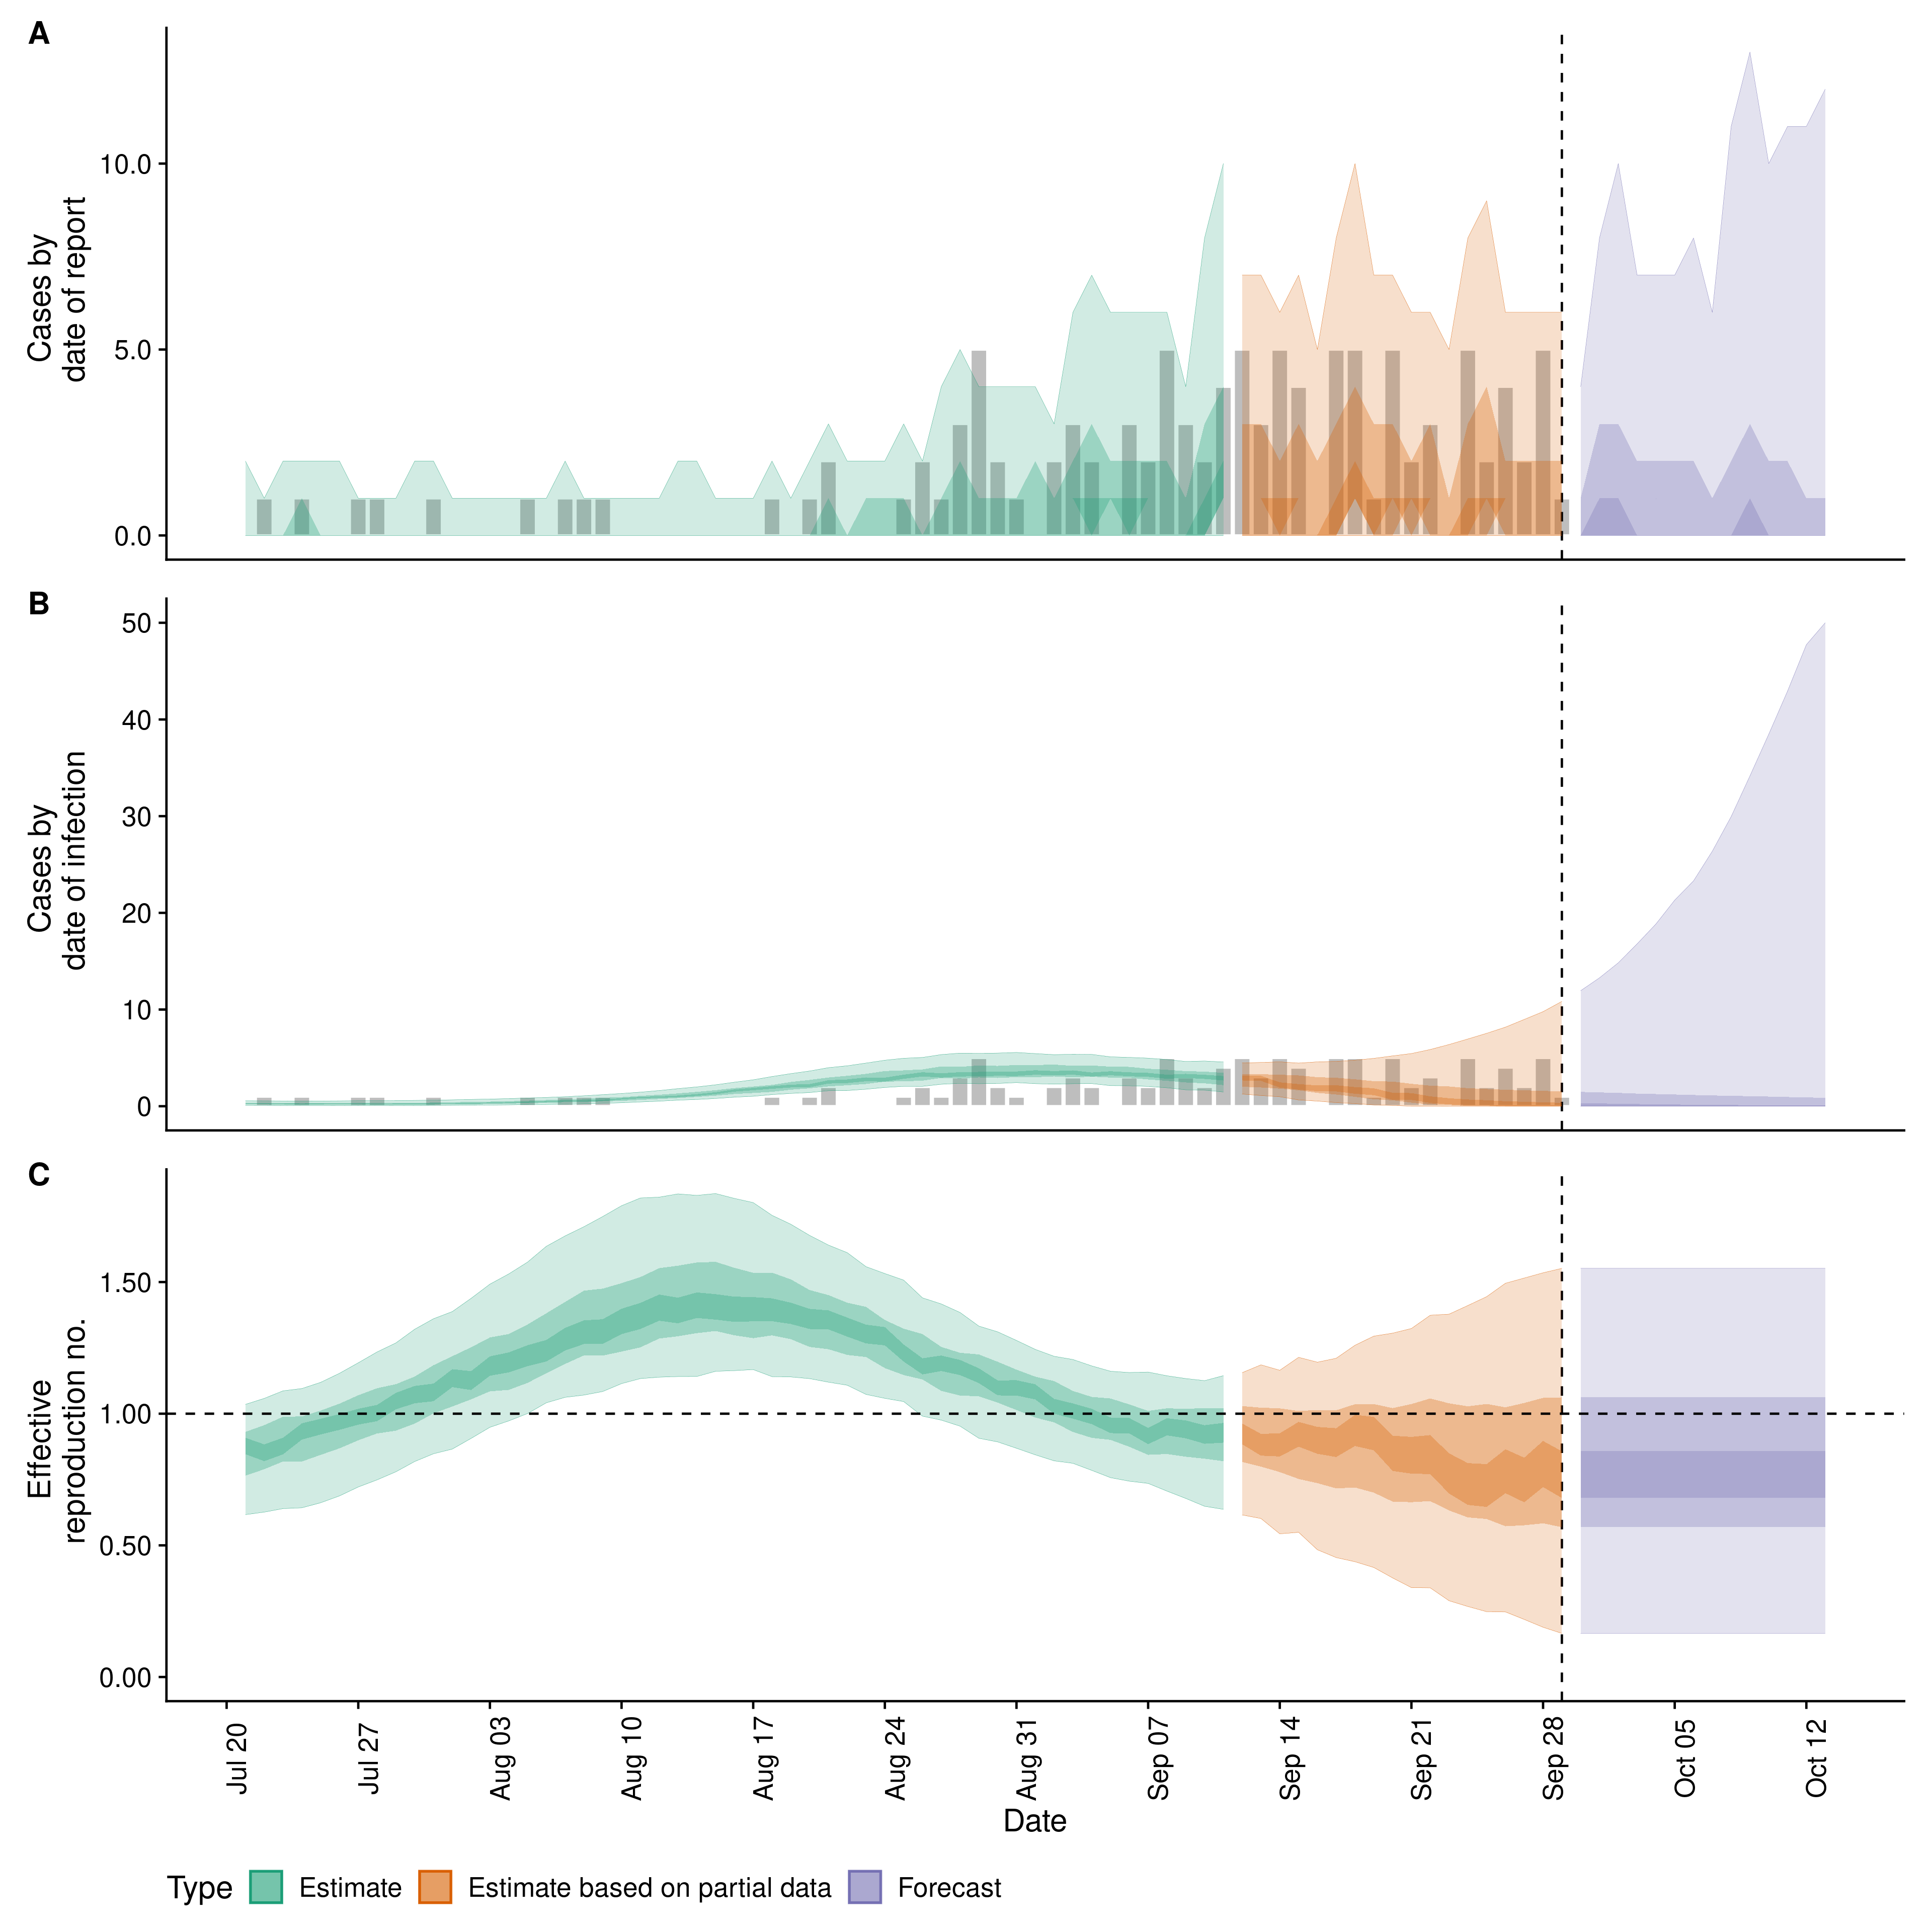 A
Cases by
date of report
10.0
5.0
0.0
B
Cases by
date of infection
50
40
30
20
10
0
C
Effective
reproduction no.
1.50
1.00
0.50
0.00
Jul 20
Jul 27
Aug 03
Aug 10
Aug 17
Aug 24
Aug 31
Sep 07
Sep 14
Sep 21
Sep 28
Oct 05
Oct 12
Date
Type
Estimate
Estimate based on partial data
Forecast